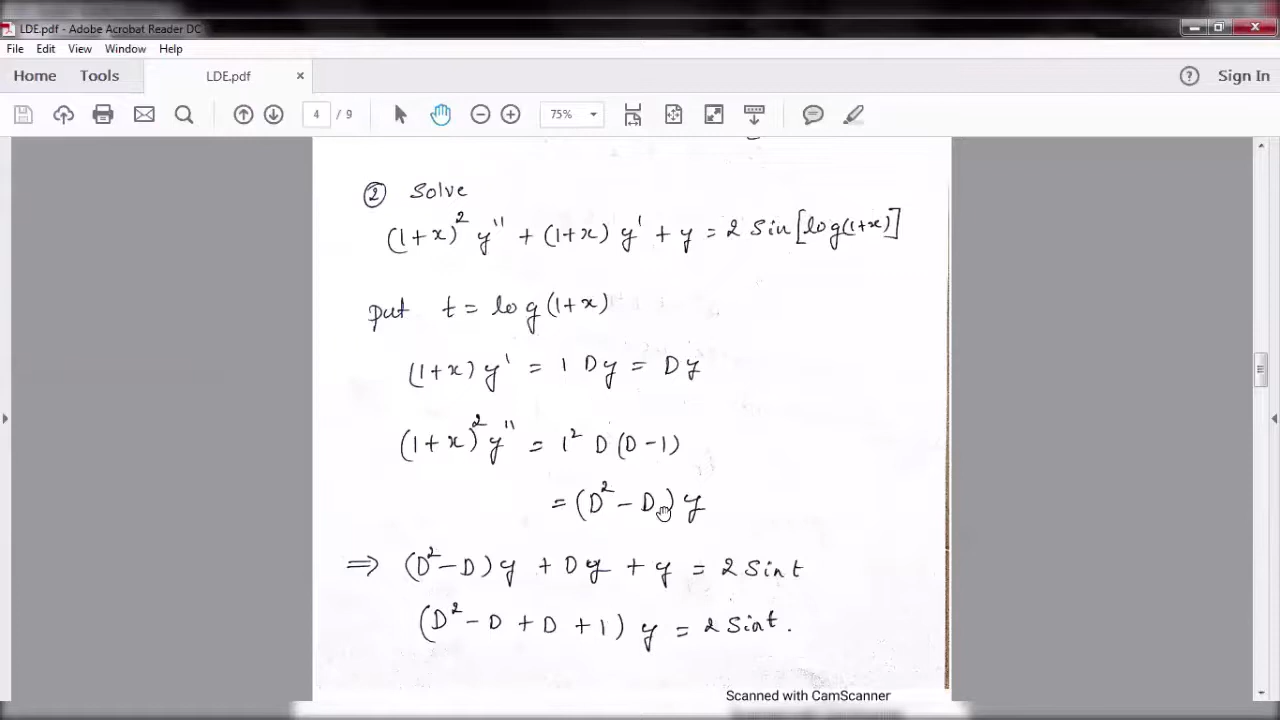 LDE.pdf - Adobe Acrobat Reader DC
File Edit View Window Help
Home Tools LDE.pdf × ? Sign In
4 / 9 75%
② Solve
(1+x)² y'' + (1+x) y' + y = 2 Sin[log(1+x)]
put t = log(1+x)
(1+x) y' = 1 Dy = Dy
(1+x)² y'' = 1² D(D-1)
= (D² - D) y
⇒ (D² - D) y + Dy + y = 2 Sin t
(D² - D + D + 1) y = 2 Sin t.
Scanned with CamScanner